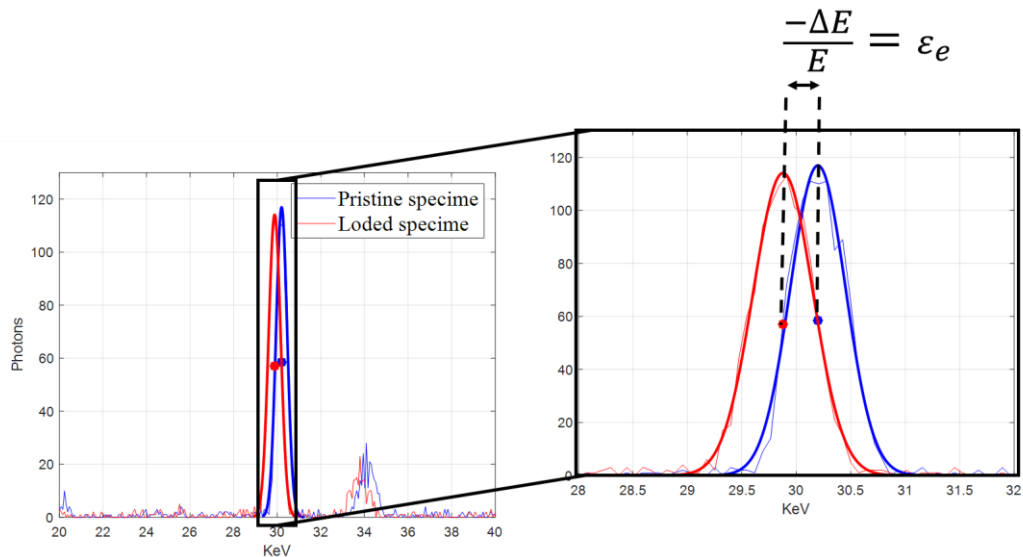 −ΔE/E = εₑ
130
120
100
80
60
40
20
0
Photons
20 22 24 26 28 30 32 34 36 38 40
KeV
Pristine specime
Loded specime
120
100
80
60
40
20
0
28 28.5 29 29.5 30 30.5 31 31.5 32
KeV